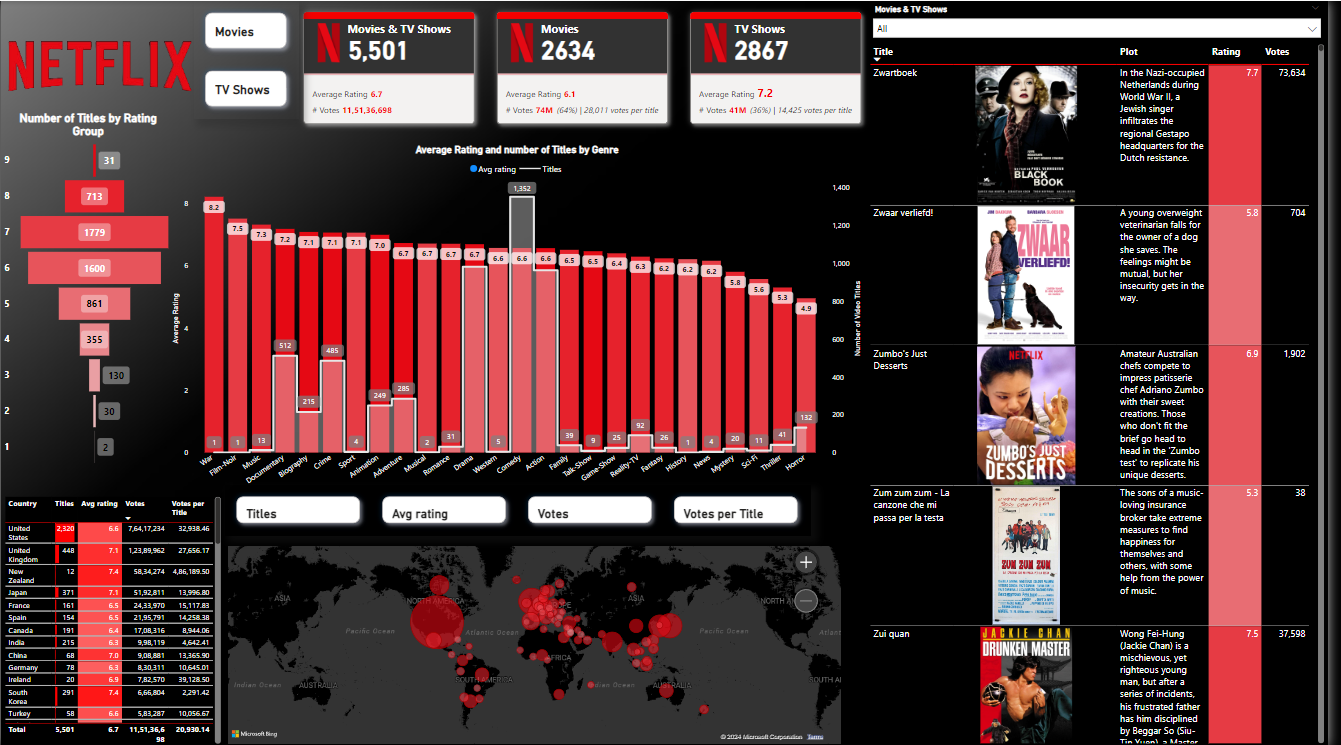 NETFLIX
Movies
TV Shows
Movies & TV Shows
5,501
Average Rating 6.7
# Votes 11,51,36,698
Movies
2634
Average Rating 6.1
# Votes 74M (64%) | 28,011 votes per title
TV Shows
2867
Average Rating 7.2
# Votes 41M (36%) | 14,425 votes per title
Number of Titles by Rating
Group
9 31
8 713
7 1779
6 1600
5 861
4 355
3 130
2 30
1 2
Average Rating and number of Titles by Genre
Avg rating Titles
Average Rating
8
6
4
2
0
8.2 7.5 7.3 7.2 7.1 7.1 7.1 7.0 6.7 6.7 6.7 6.7 6.6 6.6 6.6 6.5 6.5 6.4 6.3 6.2 6.2 6.2 5.8 5.6 5.3 4.9
1 1 13 512 215 485 4 249 285 2 31 5 1,352 39 9 25 92 26 1 4 20 11 41 132
War Film-Noir Music Documentary Biography Crime Sport Animation Adventure Musical Romance Drama Western Comedy Action Family Talk-Show Game-Show Reality-TV Fantasy History News Mystery Sci-Fi Thriller Horror
1,400
1,200
1,000
800
600
400
200
0
Number of Video Titles
Country Titles Avg rating Votes Votes per
Title
United
States 2,320 6.6 7,64,17,234 32,938.46
United
Kingdom 448 7.1 1,23,89,962 27,656.17
New
Zealand 12 7.4 58,34,274 4,86,189.50
Japan 371 7.1 51,92,811 13,996.80
France 161 6.5 24,33,970 15,117.83
Spain 154 6.5 21,95,791 14,258.38
Canada 191 6.4 17,08,316 8,944.06
India 215 6.3 9,98,119 4,642.41
China 68 7.0 9,08,881 13,365.90
Germany 78 6.3 8,30,311 10,645.01
Ireland 20 6.9 7,82,570 39,128.50
South
Korea 291 7.4 6,66,804 2,291.42
Turkey 58 6.6 5,83,287 10,056.67
Total 5,501 6.7 11,51,36,6
98 20,930.14
Titles
Avg rating
Votes
Votes per Title
ASIA
NORTH AMERICA
ASIA
Pacific Ocean
Atlantic Ocean
Pacific Ocean
AFRICA
SOUTH AMERICA
Indian Ocean
AUSTRALIA
Indian Ocean
AUSTRALIA
Microsoft Bing
© 2024 Microsoft Corporation Terms
Movies & TV Shows
All
Title Plot Rating Votes
Zwartboek
BLACK
BOOK
In the Nazi-occupied
Netherlands during
World War II, a
Jewish singer
infiltrates the
regional Gestapo
headquarters for the
Dutch resistance.
7.7 73,634
Zwaar verliefd!
ZWAAR
VERLIEFD!
A young overweight
veterinarian falls for
the owner of a dog
she saves. The
feelings might be
mutual, but her
insecurity gets in the
way.
5.8 704
Zumbo's Just
Desserts
NETFLIX
ZUMBO'S JUST
DESSERTS
Amateur Australian
chefs compete to
impress patisserie
chef Adriano Zumbo
with their sweet
creations. Those
who don't fit the
brief go head to
head in the 'Zumbo
test' to replicate his
unique desserts.
6.9 1,902
Zum zum zum - La
canzone che mi
passa per la testa
ZUM ZUM ZUM
The sons of a music-
loving insurance
broker take extreme
measures to find
happiness for
themselves and
others, with some
help from the power
of music.
5.3 38
Zui quan
JACKIE CHAN
DRUNKEN MASTER
Wong Fei-Hung
(Jackie Chan) is a
mischievous, yet
righteous young
man, but after a
series of incidents,
his frustrated father
has him disciplined
by Beggar So (Siu-
Tin Yuen), a Master
7.5 37,598